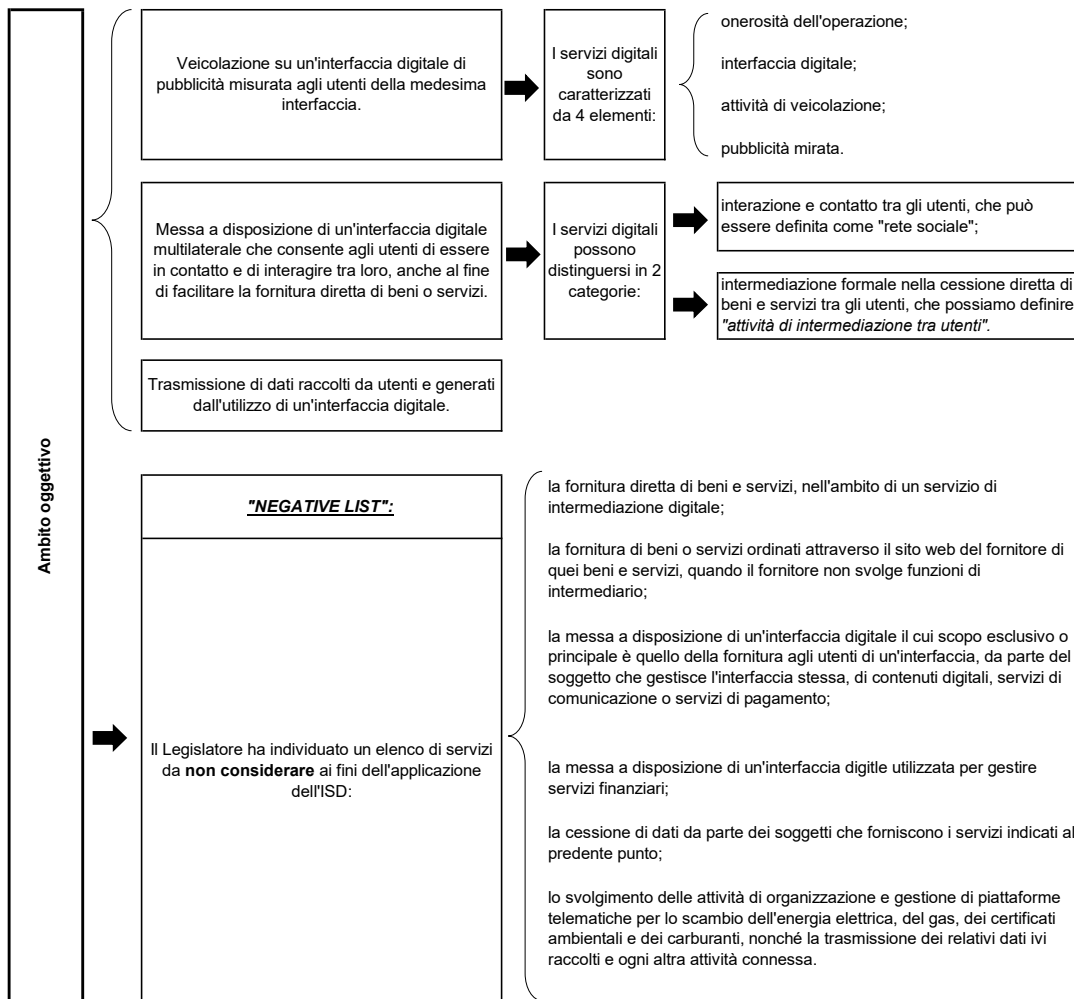 Ambito oggettivo
Veicolazione su un'interfaccia digitale di
pubblicità misurata agli utenti della medesima
interfaccia.
I servizi digitali
sono
caratterizzati
da 4 elementi:
onerosità dell'operazione;
interfaccia digitale;
attività di veicolazione;
pubblicità mirata.
Messa a disposizione di un'interfaccia digitale
multilaterale che consente agli utenti di essere
in contatto e di interagire tra loro, anche al fine
di facilitare la fornitura diretta di beni o servizi.
I servizi digitali
possono
distinguersi in 2
categorie:
interazione e contatto tra gli utenti, che può
essere definita come "rete sociale";
intermediazione formale nella cessione diretta di
beni e servizi tra gli utenti, che possiamo definire
"attività di intermediazione tra utenti".
Trasmissione di dati raccolti da utenti e generati
dall'utilizzo di un'interfaccia digitale.
"NEGATIVE LIST":
Il Legislatore ha individuato un elenco di servizi
da non considerare ai fini dell'applicazione
dell'ISD:
la fornitura diretta di beni e servizi, nell'ambito di un servizio di
intermediazione digitale;
la fornitura di beni o servizi ordinati attraverso il sito web del fornitore di
quei beni e servizi, quando il fornitore non svolge funzioni di
intermediario;
la messa a disposizione di un'interfaccia digitale il cui scopo esclusivo o
principale è quello della fornitura agli utenti di un'interfaccia, da parte del
soggetto che gestisce l'interfaccia stessa, di contenuti digitali, servizi di
comunicazione o servizi di pagamento;
la messa a disposizione di un'interfaccia digitle utilizzata per gestire
servizi finanziari;
la cessione di dati da parte dei soggetti che forniscono i servizi indicati al
predente punto;
lo svolgimento delle attività di organizzazione e gestione di piattaforme
telematiche per lo scambio dell'energia elettrica, del gas, dei certificati
ambientali e dei carburanti, nonché la trasmissione dei relativi dati ivi
raccolti e ogni altra attività connessa.